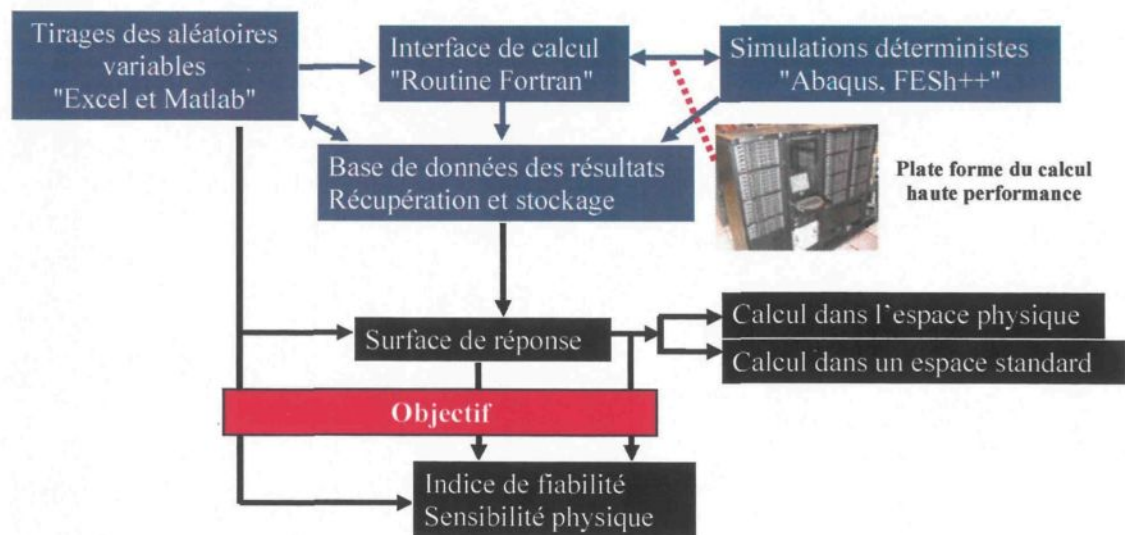 Tirages des aléatoires
variables
"Excel et Matlab"
Interface de calcul
"Routine Fortran"
Simulations déterministes
"Abaqus, FESh++"
Base de données des résultats
Récupération et stockage
Plate forme du calcul
haute performance
Surface de réponse
Calcul dans l'espace physique
Calcul dans un espace standard
Objectif
Indice de fiabilité
Sensibilité physique